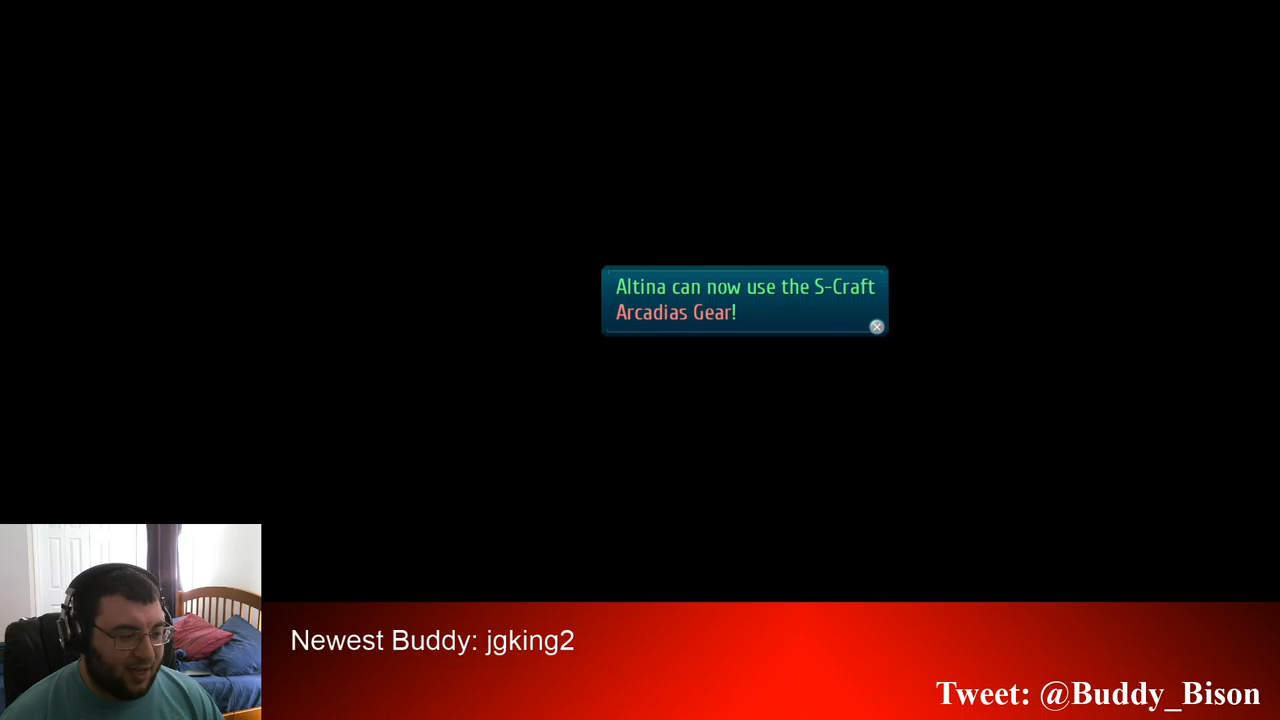 Altina can now use the S-Craft
Arcadias Gear!
Newest Buddy: jgking2
Tweet: @Buddy_Bison